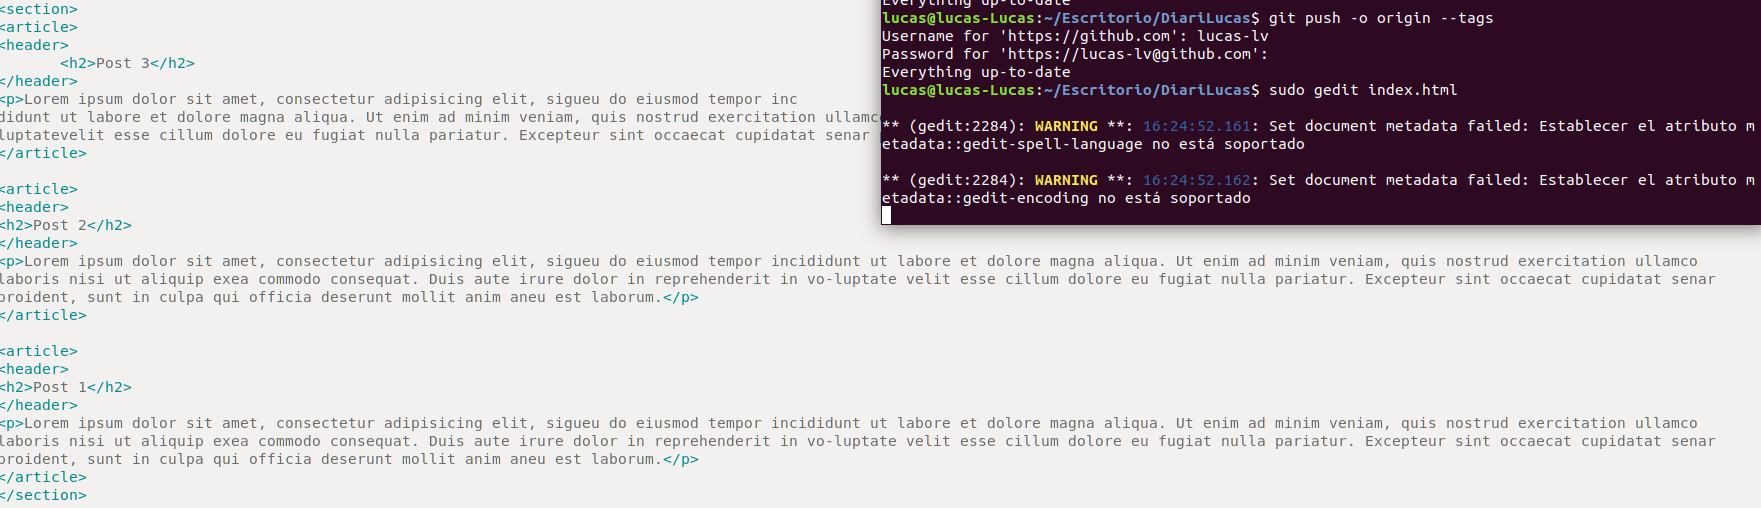 <section>
<article>
<header>
<h2>Post 3</h2>
</header>
<p>Lorem ipsum dolor sit amet, consectetur adipisicing elit, sigueu do eiusmod tempor inc
didunt ut labore et dolore magna aliqua. Ut enim ad minim veniam, quis nostrud exercitation ullamc
luptatevelit esse cillum dolore eu fugiat nulla pariatur. Excepteur sint occaecat cupidatat senar
</article>
<article>
<header>
<h2>Post 2</h2>
</header>
<p>Lorem ipsum dolor sit amet, consectetur adipisicing elit, sigueu do eiusmod tempor incididunt ut labore et dolore magna aliqua. Ut enim ad minim veniam, quis nostrud exercitation ullamco
laboris nisi ut aliquip exea commodo consequat. Duis aute irure dolor in reprehenderit in vo-luptate velit esse cillum dolore eu fugiat nulla pariatur. Excepteur sint occaecat cupidatat senar
proident, sunt in culpa qui officia deserunt mollit anim aneu est laborum.</p>
</article>
<article>
<header>
<h2>Post 1</h2>
</header>
<p>Lorem ipsum dolor sit amet, consectetur adipisicing elit, sigueu do eiusmod tempor incididunt ut labore et dolore magna aliqua. Ut enim ad minim veniam, quis nostrud exercitation ullamco
laboris nisi ut aliquip exea commodo consequat. Duis aute irure dolor in reprehenderit in vo-luptate velit esse cillum dolore eu fugiat nulla pariatur. Excepteur sint occaecat cupidatat senar
proident, sunt in culpa qui officia deserunt mollit anim aneu est laborum.</p>
</article>
</section>
Everything up-to-date
lucas@lucas-Lucas:~/Escritorio/DiariLucas$ git push -o origin --tags
Username for 'https://github.com': lucas-lv
Password for 'https://lucas-lv@github.com':
Everything up-to-date
lucas@lucas-Lucas:~/Escritorio/DiariLucas$ sudo gedit index.html
** (gedit:2284): WARNING **: 16:24:52.161: Set document metadata failed: Establecer el atributo m
etadata::gedit-spell-language no está soportado
** (gedit:2284): WARNING **: 16:24:52.162: Set document metadata failed: Establecer el atributo m
etadata::gedit-encoding no está soportado